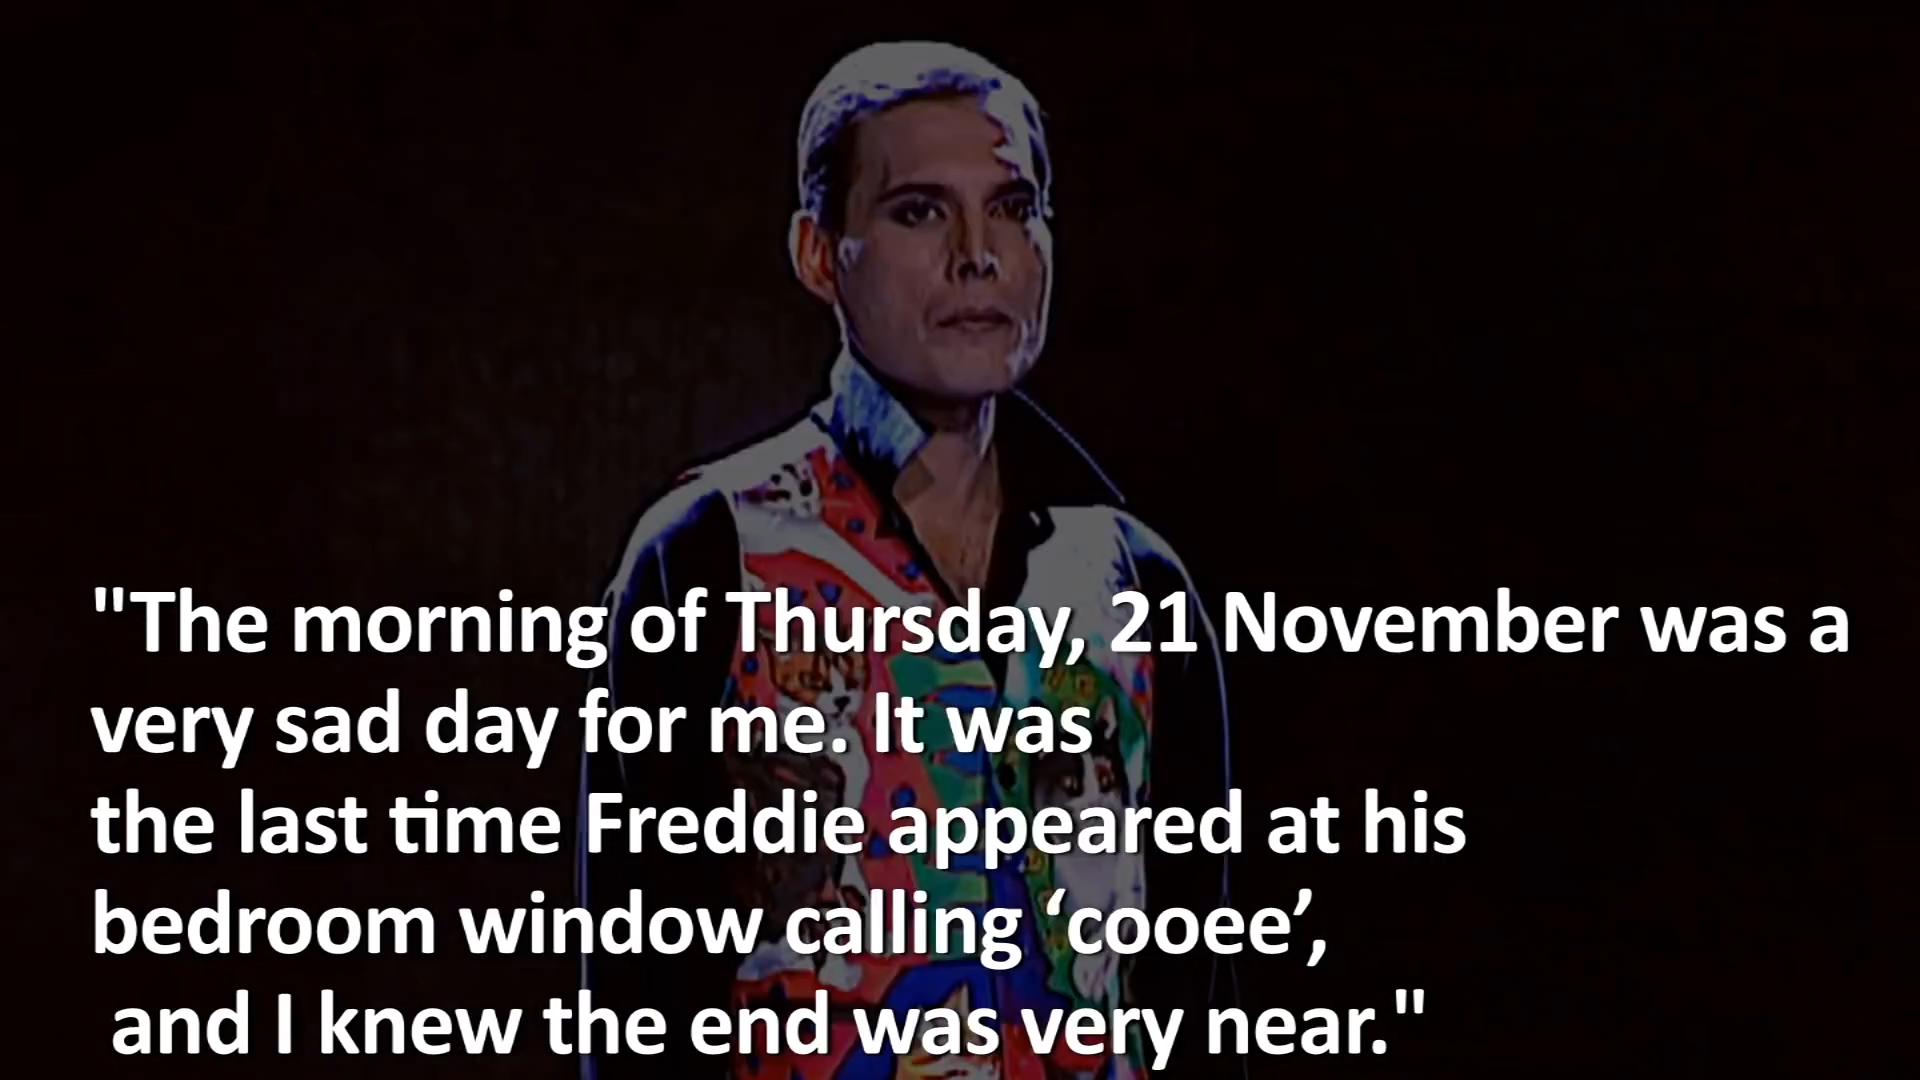 "The morning of Thursday, 21 November was a
very sad day for me. It was
the last time Freddie appeared at his
bedroom window calling ‘cooee’,
and I knew the end was very near."